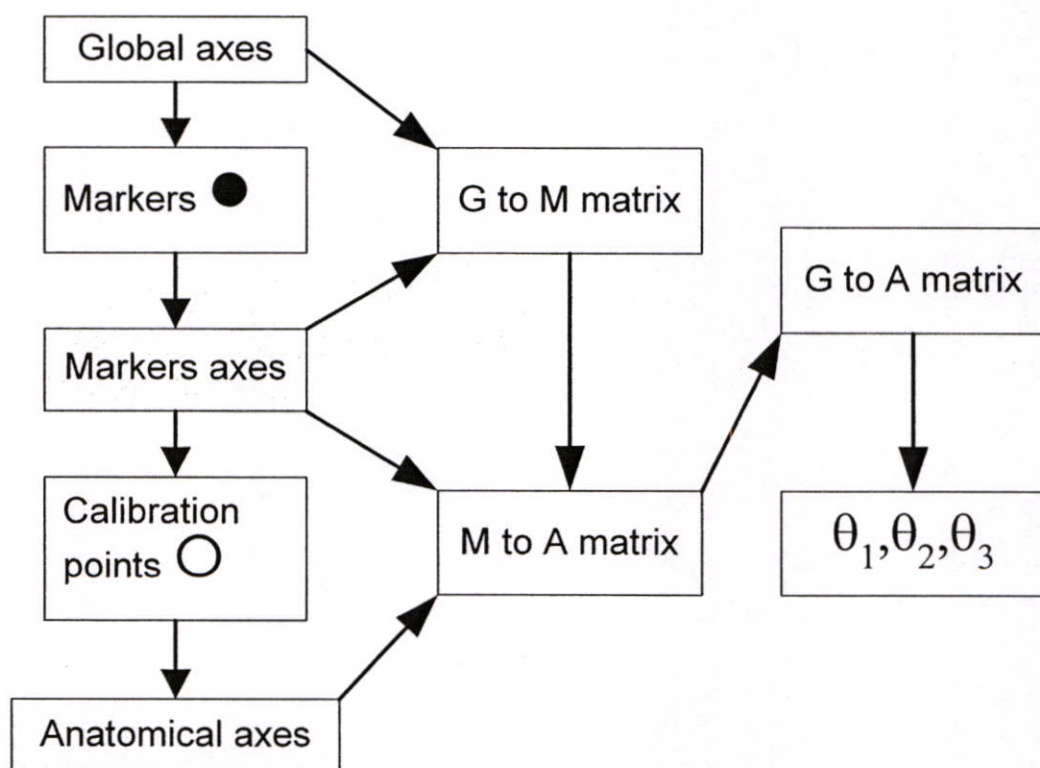 Global axes
Markers
G to M matrix
G to A matrix
Markers axes
Calibration
points
M to A matrix
θ₁,θ₂,θ₃
Anatomical axes